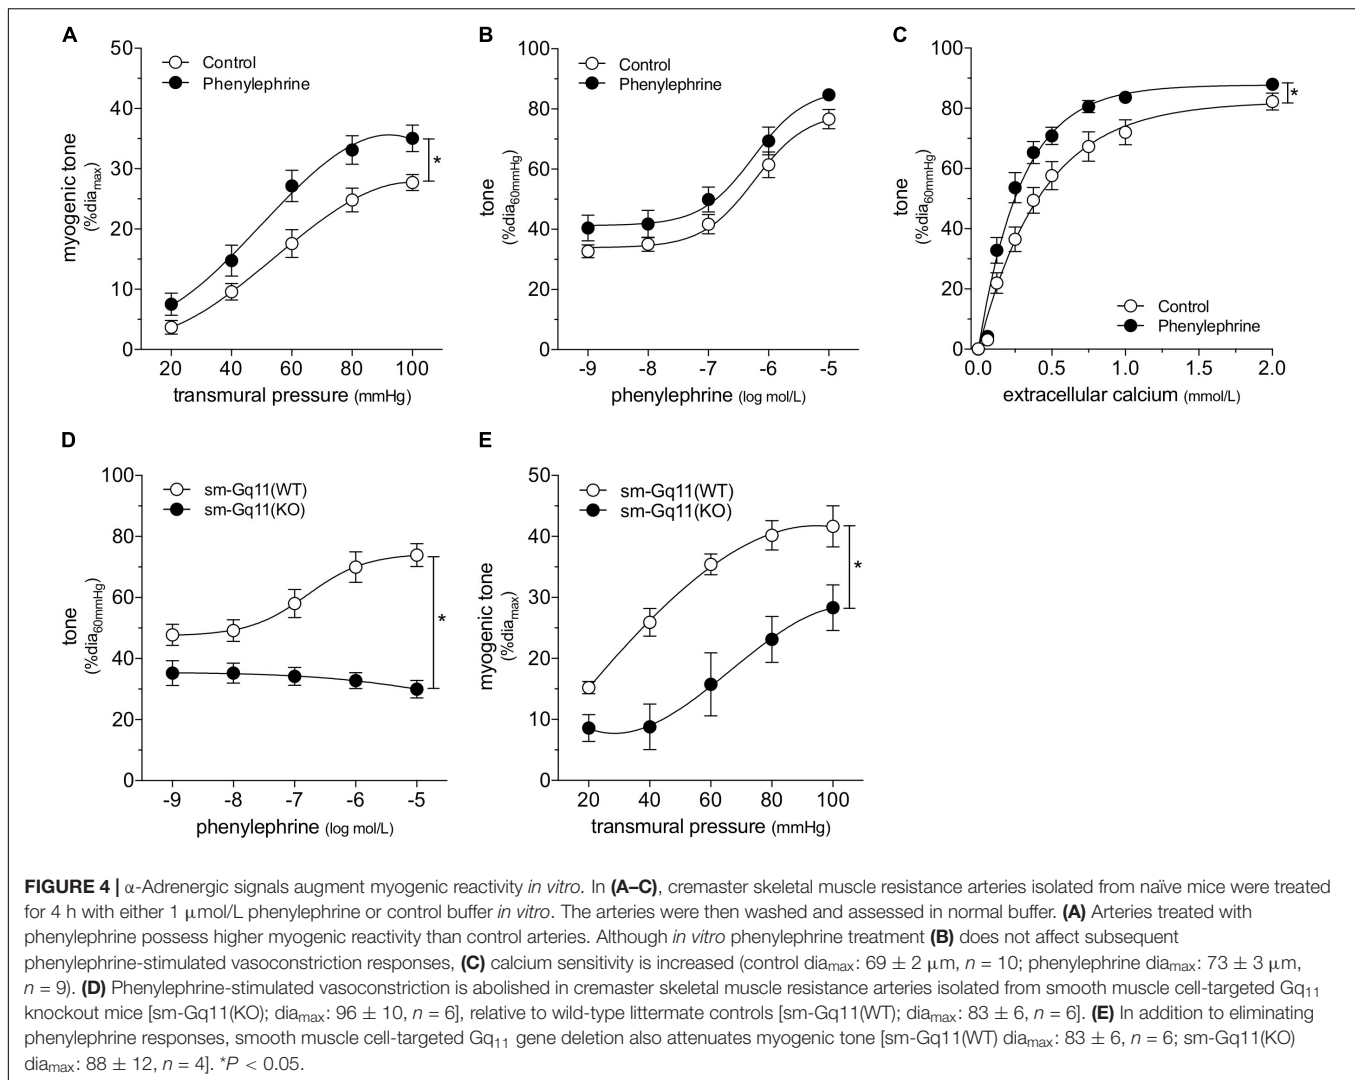 A
50
40
30
20
10
0
myogenic tone
(%diamax)
Control
Phenylephrine
*
20 40 60 80 100
transmural pressure (mmHg)
B
100
80
60
40
20
0
tone
(%dia60mmHg)
Control
Phenylephrine
-9 -8 -7 -6 -5
phenylephrine (log mol/L)
C
100
80
60
40
20
0
tone
(%dia60mmHg)
*
Control
Phenylephrine
0.0 0.5 1.0 1.5 2.0
extracellular calcium (mmol/L)
D
100
80
60
40
20
0
tone
(%dia60mmHg)
sm-Gq11(WT)
sm-Gq11(KO)
*
-9 -8 -7 -6 -5
phenylephrine (log mol/L)
E
50
40
30
20
10
0
myogenic tone
(%diamax)
sm-Gq11(WT)
sm-Gq11(KO)
*
20 40 60 80 100
transmural pressure (mmHg)
FIGURE 4 | α-Adrenergic signals augment myogenic reactivity in vitro. In (A–C), cremaster skeletal muscle resistance arteries isolated from naïve mice were treated
for 4 h with either 1 μmol/L phenylephrine or control buffer in vitro. The arteries were then washed and assessed in normal buffer. (A) Arteries treated with
phenylephrine possess higher myogenic reactivity than control arteries. Although in vitro phenylephrine treatment (B) does not affect subsequent
phenylephrine-stimulated vasoconstriction responses, (C) calcium sensitivity is increased (control diamax: 69 ± 2 μm, n = 10; phenylephrine diamax: 73 ± 3 μm,
n = 9). (D) Phenylephrine-stimulated vasoconstriction is abolished in cremaster skeletal muscle resistance arteries isolated from smooth muscle cell-targeted Gq11
knockout mice [sm-Gq11(KO); diamax: 96 ± 10, n = 6], relative to wild-type littermate controls [sm-Gq11(WT); diamax: 83 ± 6, n = 6]. (E) In addition to eliminating
phenylephrine responses, smooth muscle cell-targeted Gq11 gene deletion also attenuates myogenic tone [sm-Gq11(WT) diamax: 83 ± 6, n = 6; sm-Gq11(KO)
diamax: 88 ± 12, n = 4]. *P < 0.05.